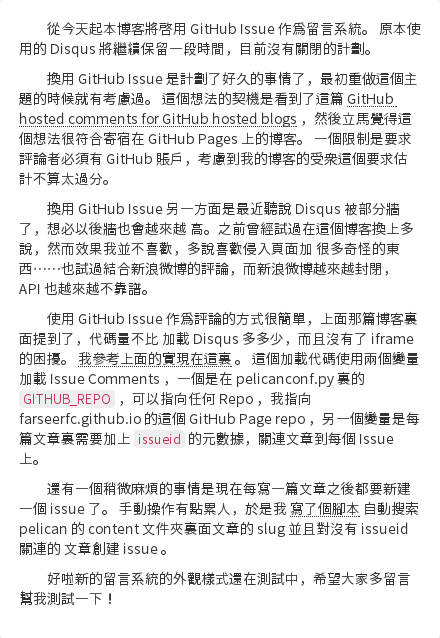 從今天起本博客將啓用 GitHub Issue 作爲留言系統。 原本使
用的 Disqus 將繼續保留一段時間，目前沒有關閉的計劃。
換用 GitHub Issue 是計劃了好久的事情了，最初重做這個主
題的時候就有考慮過。 這個想法的契機是看到了這篇 GitHub
hosted comments for GitHub hosted blogs ，然後立馬覺得這
個想法很符合寄宿在 GitHub Pages 上的博客。 一個限制是要求
評論者必須有 GitHub 賬戶，考慮到我的博客的受衆這個要求估
計不算太過分。
換用 GitHub Issue 另一方面是最近聽說 Disqus 被部分牆
了，想必以後牆也會越來越 高。之前曾經試過在這個博客換上多
說，然而效果我並不喜歡，多說喜歡侵入頁面加 很多奇怪的東
西⋯⋯也試過結合新浪微博的評論，而新浪微博越來越封閉，
API 也越來越不靠譜。
使用 GitHub Issue 作爲評論的方式很簡單，上面那篇博客裏
面提到了，代碼量不比 加載 Disqus 多多少，而且沒有了 iframe
的困擾。 我參考上面的實現在這裏 。 這個加載代碼使用兩個變量
加載 Issue Comments ，一個是在 pelicanconf.py 裏的
GITHUB_REPO ，可以指向任何 Repo ，我指向
farseerfc.github.io 的這個 GitHub Page repo ，另一個變量是每
篇文章裏需要加上 issueid 的元數據，關連文章到每個 Issue
上。
還有一個稍微麻煩的事情是現在每寫一篇文章之後都要新建
一個 issue 了。 手動操作有點累人，於是我 寫了個腳本 自動搜索
pelican 的 content 文件夾裏面文章的 slug 並且對沒有 issueid
關連的 文章創建 issue 。
好啦新的留言系統的外觀樣式還在測試中，希望大家多留言
幫我測試一下！